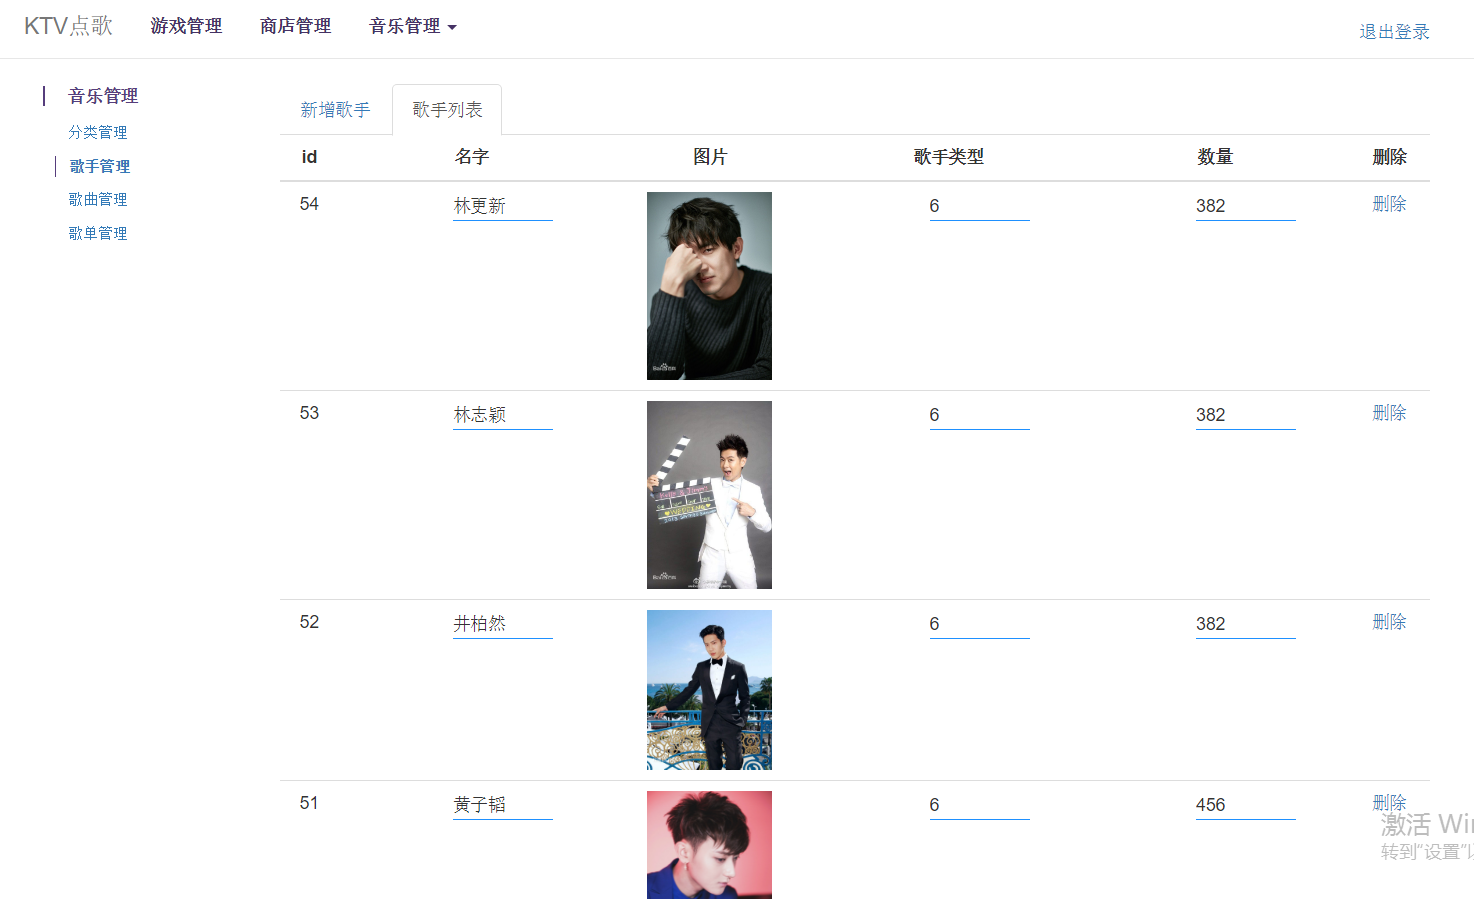 KTV点歌 游戏管理 商店管理 音乐管理 退出登录
音乐管理
分类管理
歌手管理
歌曲管理
歌单管理
新增歌手 歌手列表
id 名字 图片 歌手类型 数量 删除
54 林更新 6 382 删除
53 林志颖 6 382 删除
52 井柏然 6 382 删除
51 黄子韬 6 456 删除
激活 Win
转到"设置"以